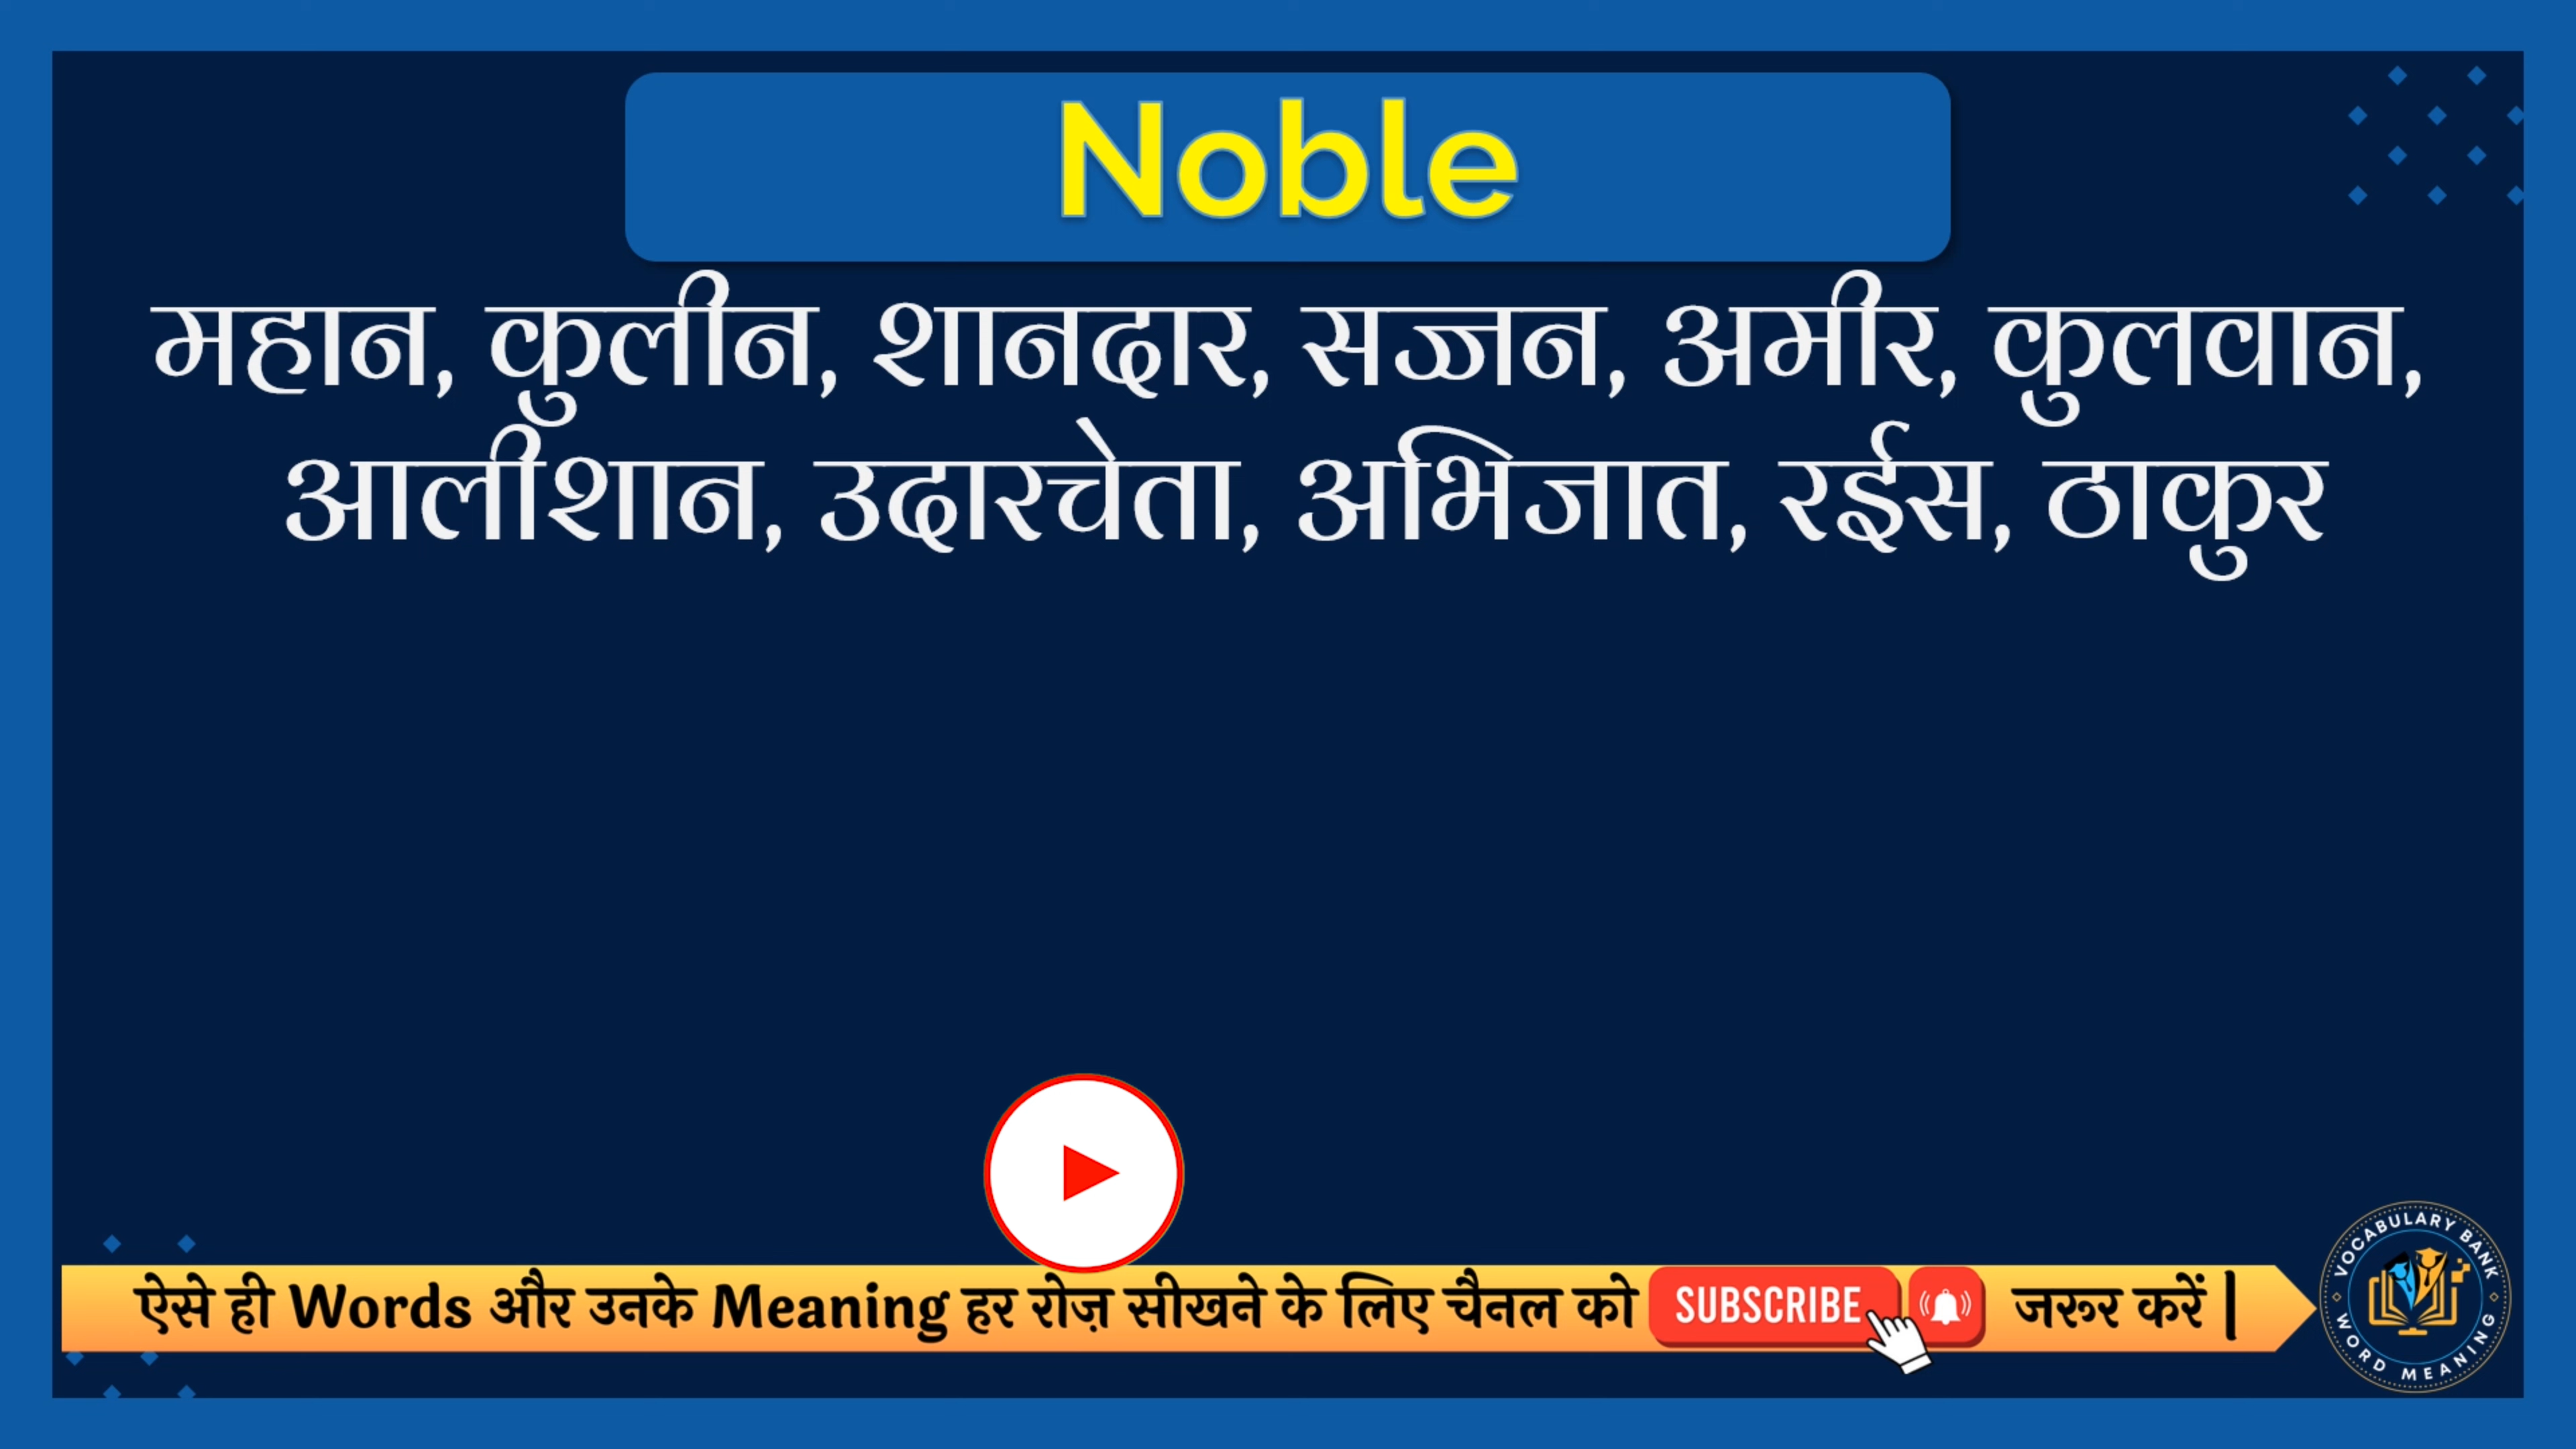 Noble
महान, कुलीन, शानदार, सज्जन, अमीर, कुलवान,
आलीशान, उदारचेता, अभिजात, रईस, ठाकुर
ऐसे ही Words और उनके Meaning हर रोज़ सीखने के लिए चैनल को SUBSCRIBE जरूर करें |
VOCABULARY BANK
WORD MEANING